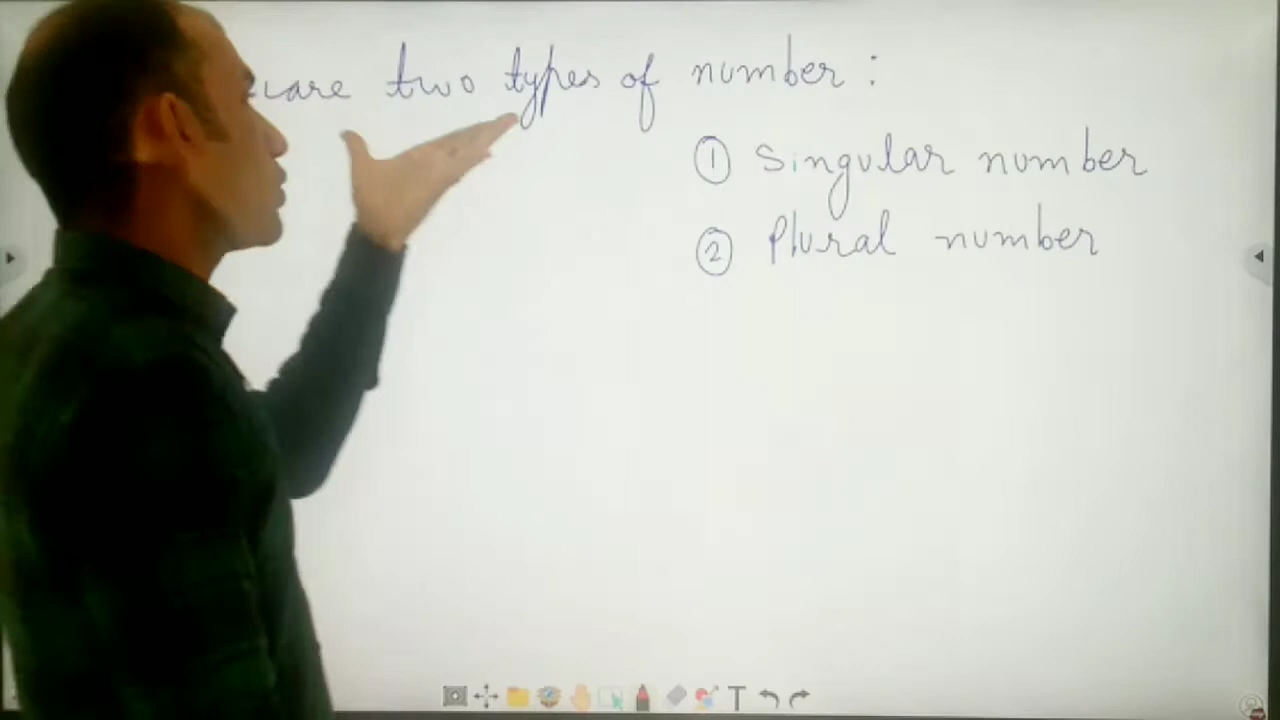 are two types of number :
① Singular number
② Plural number